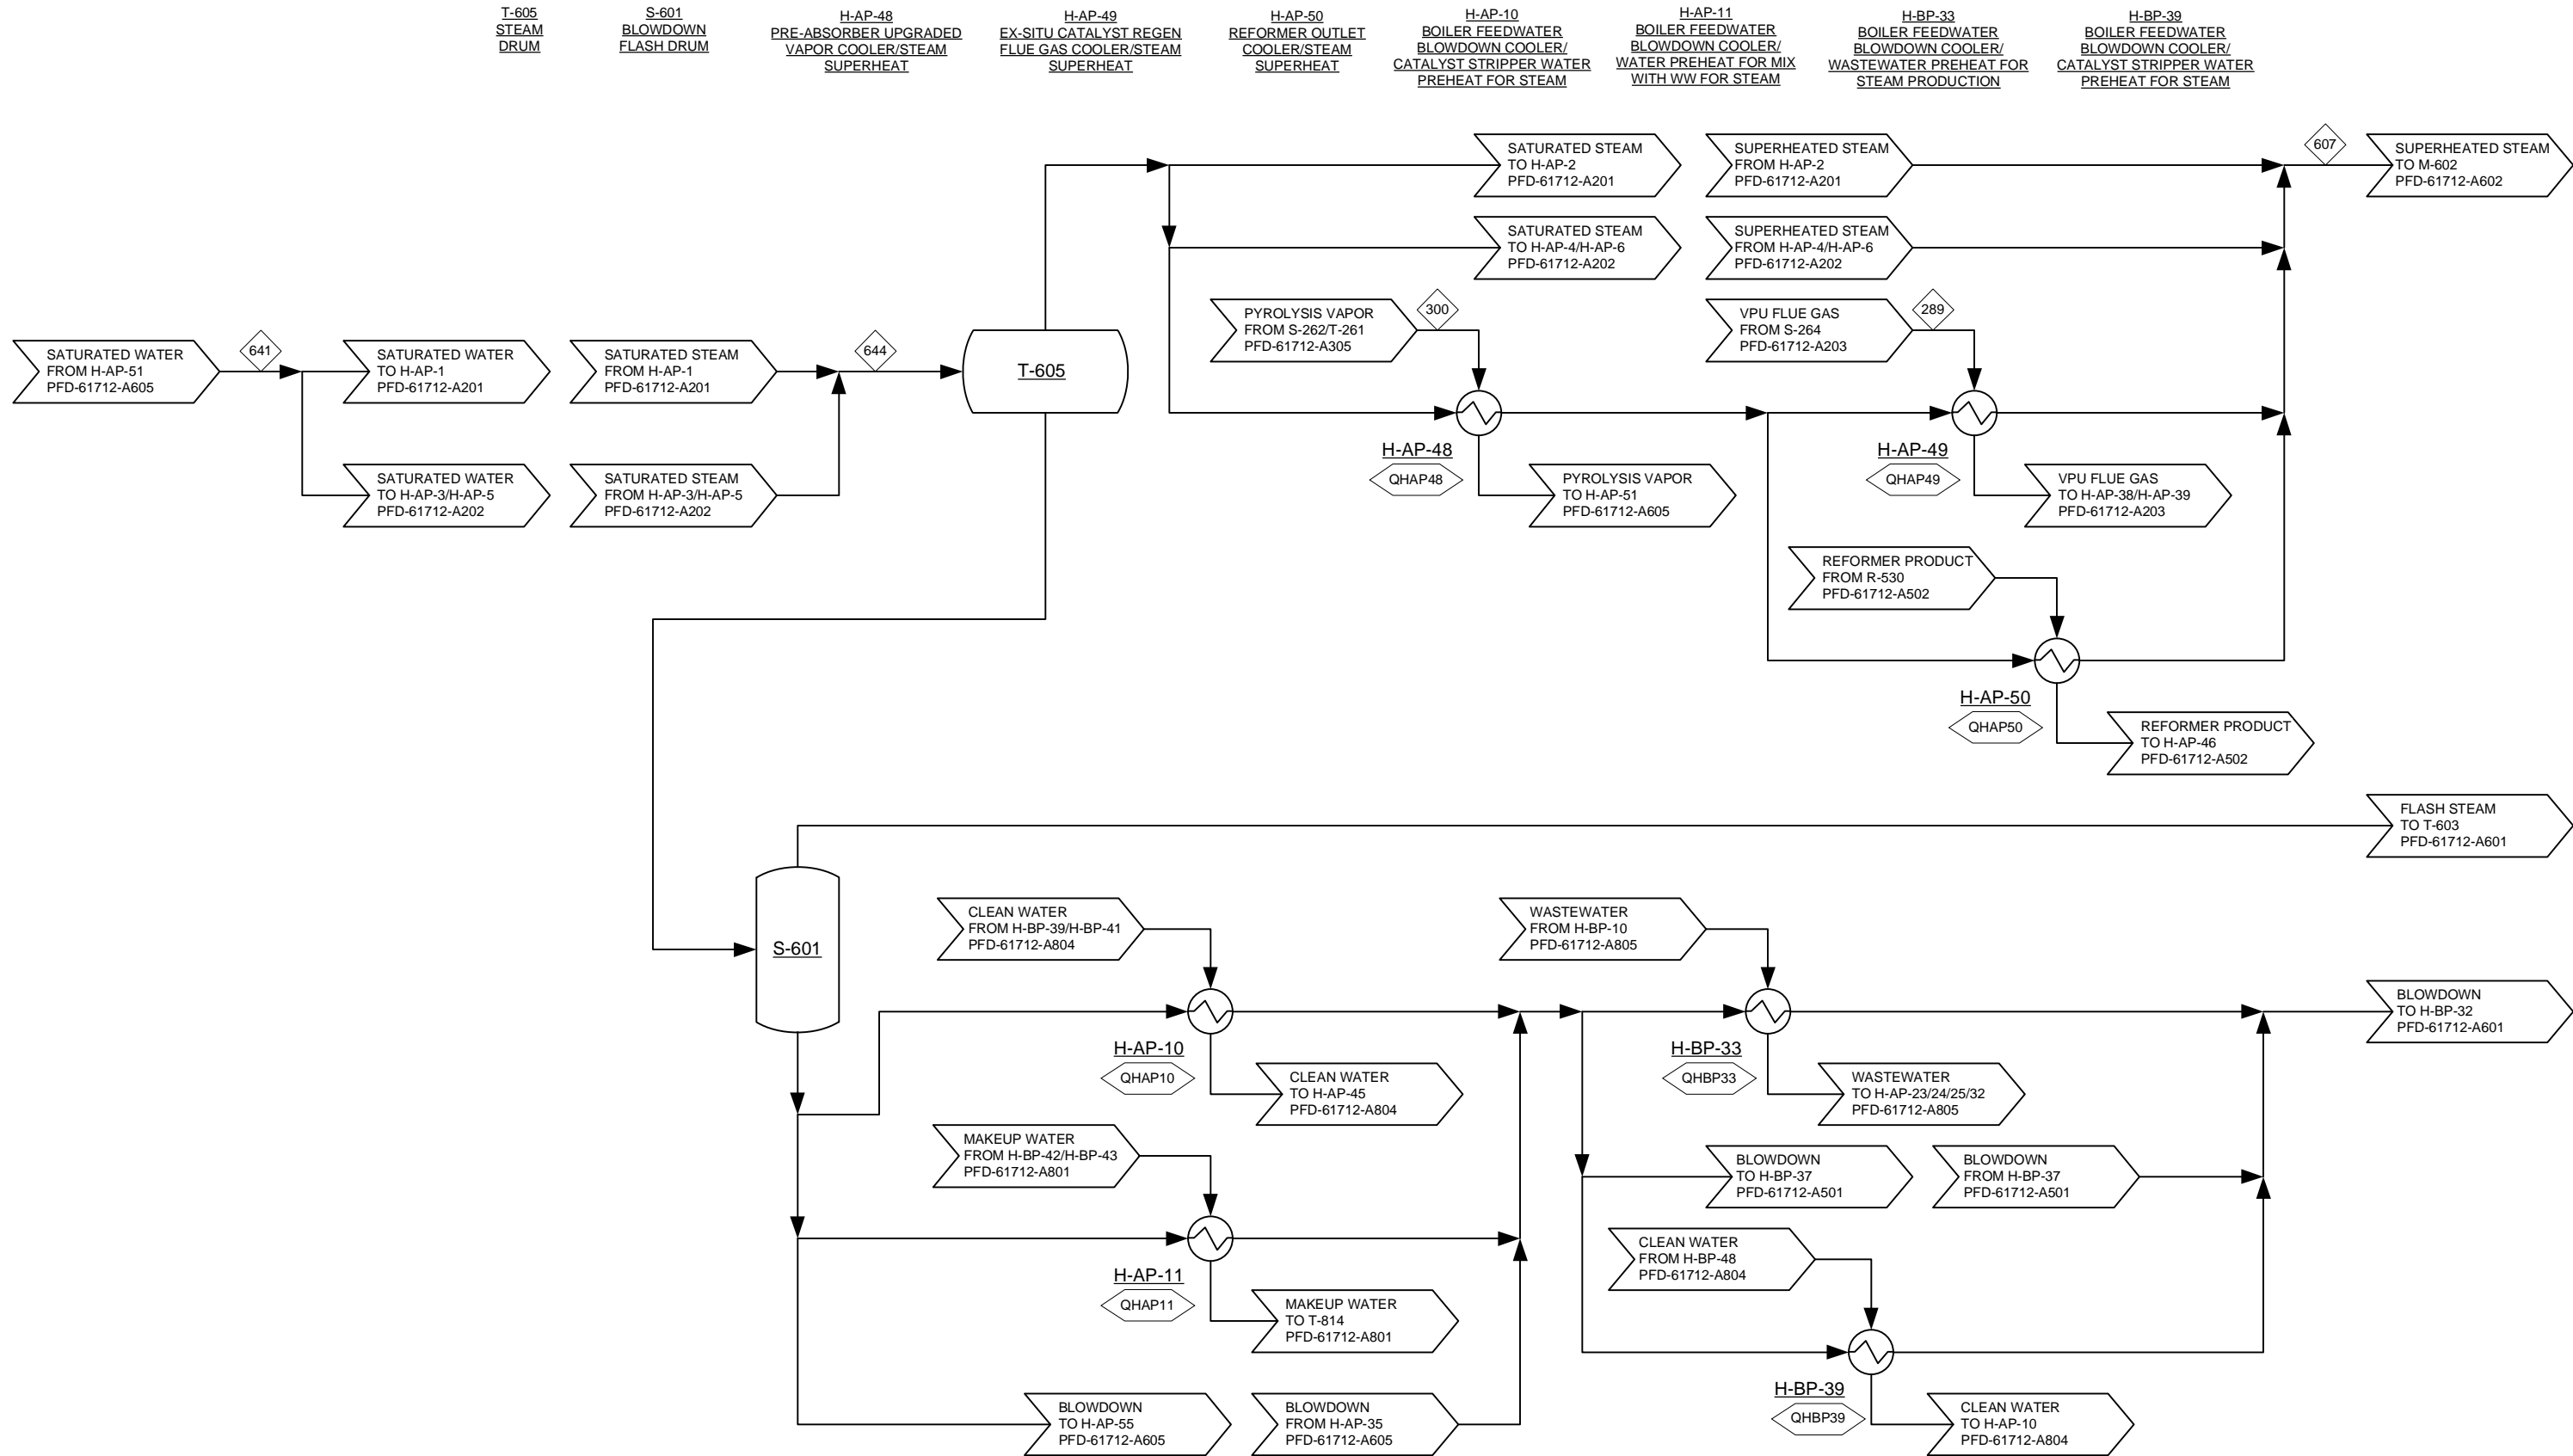 T-605
STEAM
DRUM
S-601
BLOWDOWN
FLASH DRUM
H-AP-48
PRE-ABSORBER UPGRADED
VAPOR COOLER/STEAM
SUPERHEAT
H-AP-49
EX-SITU CATALYST REGEN
FLUE GAS COOLER/STEAM
SUPERHEAT
H-AP-50
REFORMER OUTLET
COOLER/STEAM
SUPERHEAT
H-AP-10
BOILER FEEDWATER
BLOWDOWN COOLER/
CATALYST STRIPPER WATER
PREHEAT FOR STEAM
H-AP-11
BOILER FEEDWATER
BLOWDOWN COOLER/
WATER PREHEAT FOR MIX
WITH WW FOR STEAM
H-BP-33
BOILER FEEDWATER
BLOWDOWN COOLER/
WASTEWATER PREHEAT FOR
STEAM PRODUCTION
H-BP-39
BOILER FEEDWATER
BLOWDOWN COOLER/
CATALYST STRIPPER WATER
PREHEAT FOR STEAM
SATURATED STEAM
TO H-AP-2
PFD-61712-A201
SUPERHEATED STEAM
FROM H-AP-2
PFD-61712-A201
607
SUPERHEATED STEAM
TO M-602
PFD-61712-A602
SATURATED STEAM
TO H-AP-4/H-AP-6
PFD-61712-A202
SUPERHEATED STEAM
FROM H-AP-4/H-AP-6
PFD-61712-A202
PYROLYSIS VAPOR
FROM S-262/T-261
PFD-61712-A305
300
VPU FLUE GAS
FROM S-264
PFD-61712-A203
289
SATURATED WATER
FROM H-AP-51
PFD-61712-A605
641
SATURATED WATER
TO H-AP-1
PFD-61712-A201
SATURATED STEAM
FROM H-AP-1
PFD-61712-A201
644
T-605
H-AP-48
QHAP48
H-AP-49
QHAP49
SATURATED WATER
TO H-AP-3/H-AP-5
PFD-61712-A202
SATURATED STEAM
FROM H-AP-3/H-AP-5
PFD-61712-A202
PYROLYSIS VAPOR
TO H-AP-51
PFD-61712-A605
VPU FLUE GAS
TO H-AP-38/H-AP-39
PFD-61712-A203
REFORMER PRODUCT
FROM R-530
PFD-61712-A502
H-AP-50
QHAP50
REFORMER PRODUCT
TO H-AP-46
PFD-61712-A502
FLASH STEAM
TO T-603
PFD-61712-A601
S-601
CLEAN WATER
FROM H-BP-39/H-BP-41
PFD-61712-A804
WASTEWATER
FROM H-BP-10
PFD-61712-A805
BLOWDOWN
TO H-BP-32
PFD-61712-A601
H-AP-10
QHAP10
CLEAN WATER
TO H-AP-45
PFD-61712-A804
H-BP-33
QHBP33
WASTEWATER
TO H-AP-23/24/25/32
PFD-61712-A805
MAKEUP WATER
FROM H-BP-42/H-BP-43
PFD-61712-A801
BLOWDOWN
TO H-BP-37
PFD-61712-A501
BLOWDOWN
FROM H-BP-37
PFD-61712-A501
CLEAN WATER
FROM H-BP-48
PFD-61712-A804
H-AP-11
QHAP11
MAKEUP WATER
TO T-814
PFD-61712-A801
H-BP-39
QHBP39
BLOWDOWN
TO H-AP-55
PFD-61712-A605
BLOWDOWN
FROM H-AP-35
PFD-61712-A605
CLEAN WATER
TO H-AP-10
PFD-61712-A804